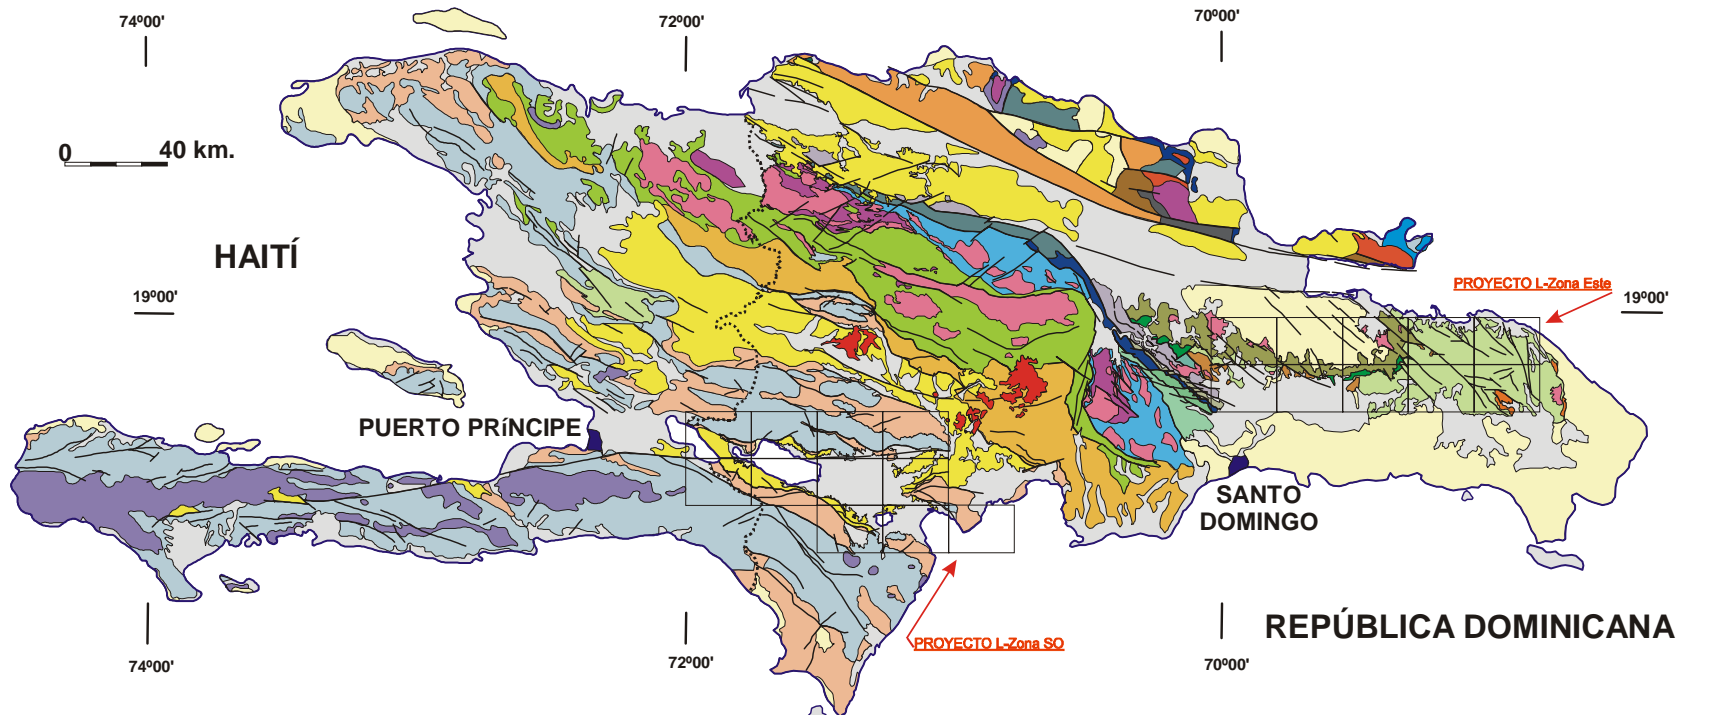 74º00'
72º00'
70º00'
0
40 km.
HAITÍ
19º00'
PROYECTO L-Zona Este
19º00'
PUERTO PRíNCIPE
SANTO
DOMINGO
REPÚBLICA DOMINICANA
PROYECTO L-Zona SO
74º00'
72º00'
70º00'